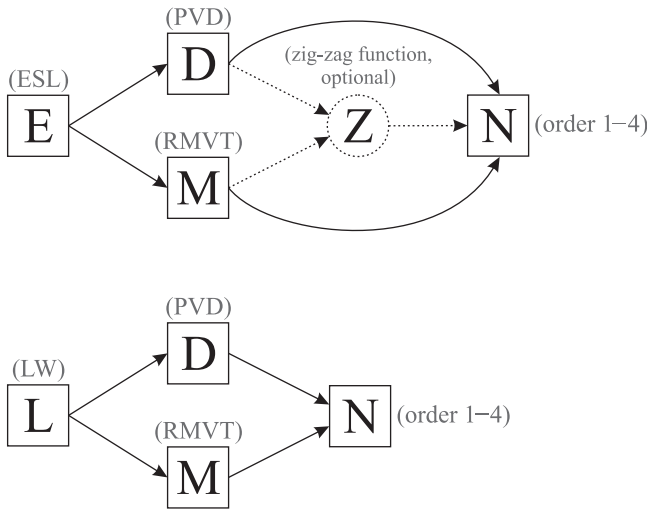 (PVD)
D
(zig-zag function,
optional)
(ESL)
E
Z
N
(order 1−4)
(RMVT)
M
(PVD)
D
(LW)
L
N
(order 1−4)
(RMVT)
M